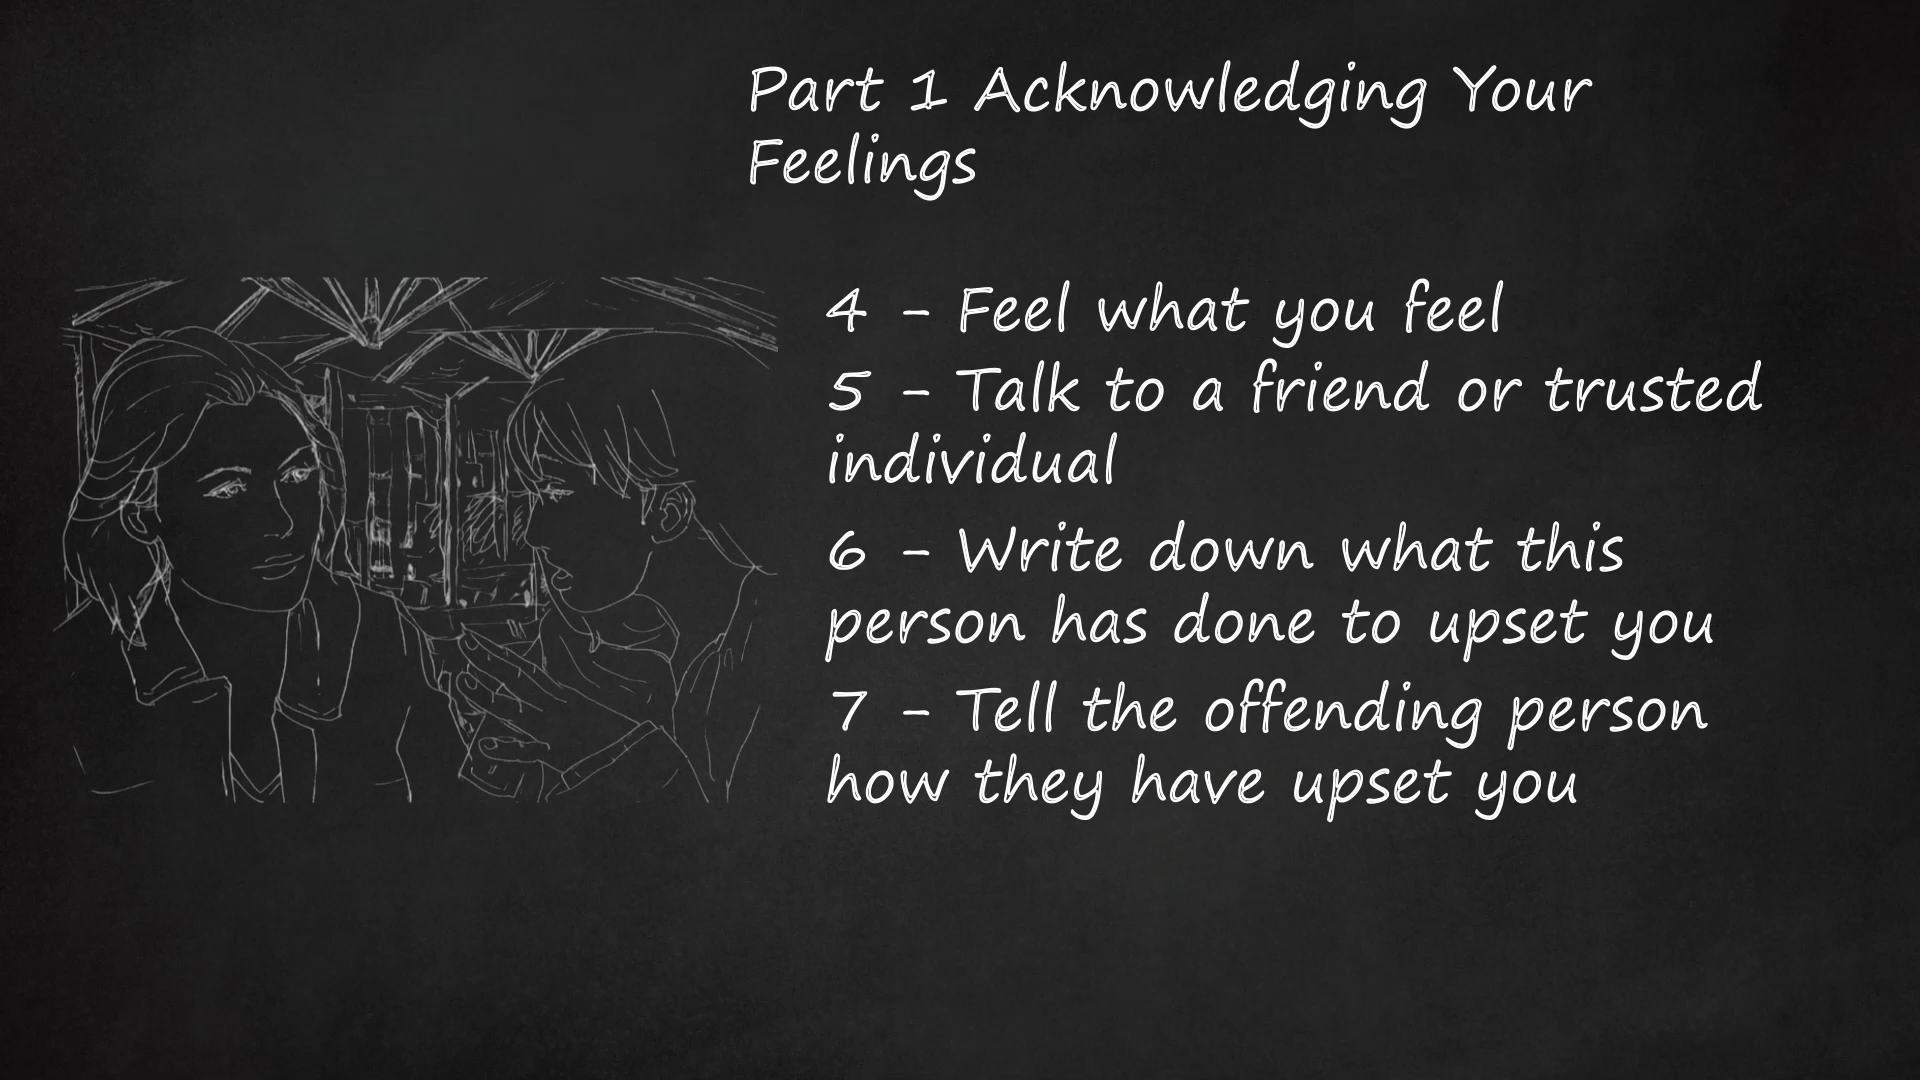 Part 1 Acknowledging Your
Feelings
4 - Feel what you feel
5 - Talk to a friend or trusted
individual
6 - Write down what this
person has done to upset you
7 - Tell the offending person
how they have upset you